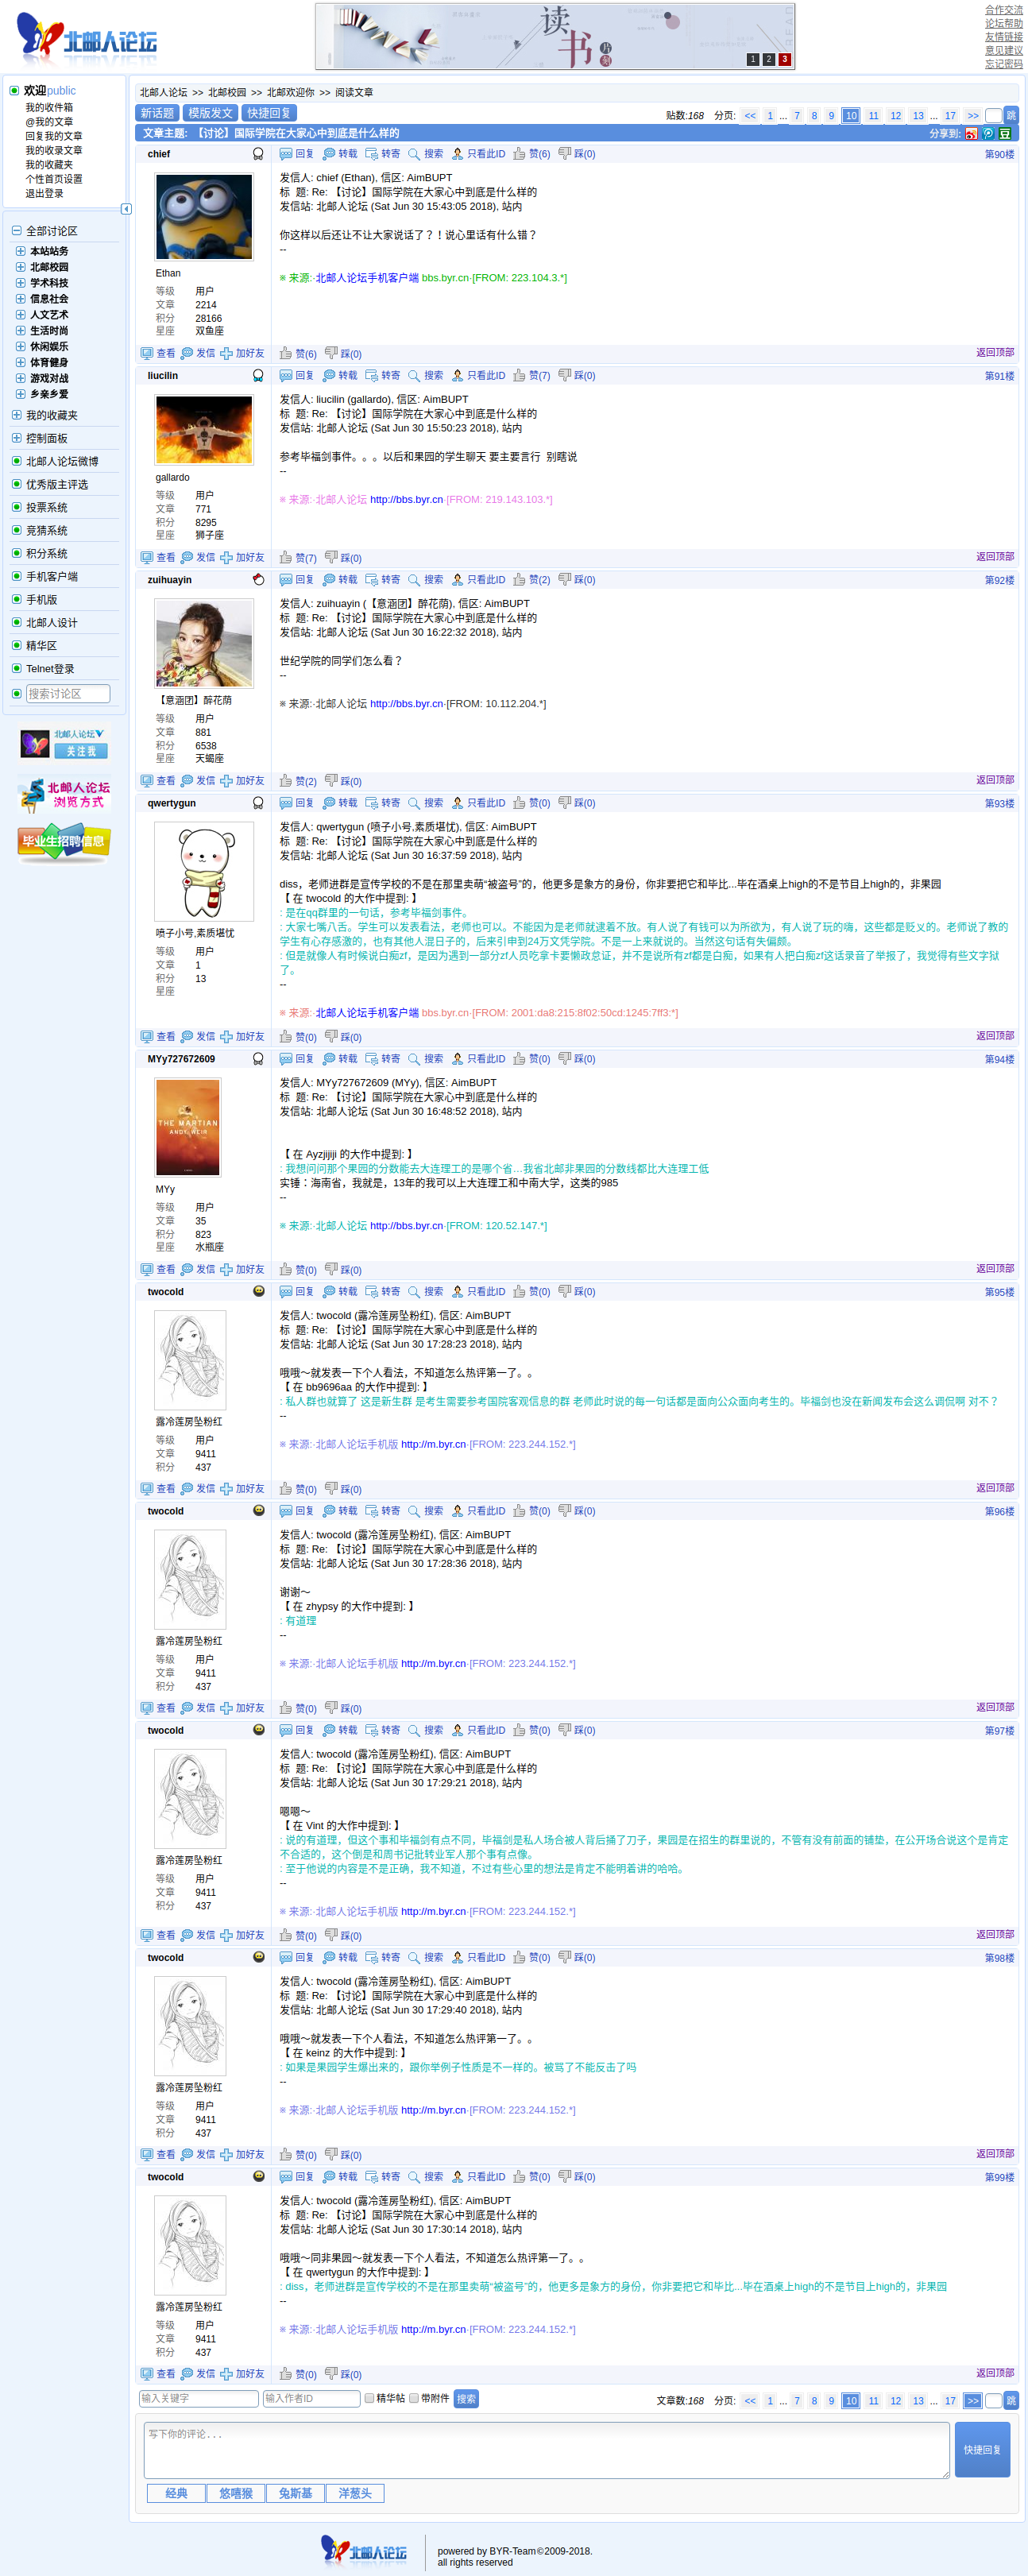 北邮人论坛
读书
时刻
1 2 3
合作交流
论坛帮助
友情链接
意见建议
忘记密码
欢迎public
我的收件箱
@我的文章
回复我的文章
我的收录文章
我的收藏夹
个性首页设置
退出登录
全部讨论区
本站站务
北邮校园
学术科技
信息社会
人文艺术
生活时尚
休闲娱乐
体育健身
游戏对战
乡亲乡爱
我的收藏夹
控制面板
北邮人论坛微博
优秀版主评选
投票系统
竞猜系统
积分系统
手机客户端
手机版
北邮人设计
精华区
Telnet登录
搜索讨论区
北邮人论坛
关注我
北邮人论坛
浏览方式
毕业生招聘信息
北邮人论坛 >> 北邮校园 >> 北邮欢迎你 >> 阅读文章
新话题 模版发文 快捷回复
贴数:168 分页: << 1 ... 7 8 9 10 11 12 13 ... 17 >> 跳
文章主题: 【讨论】国际学院在大家心中到底是什么样的
分享到:
chief
回复 转载 转寄 搜索 只看此ID 赞(6) 踩(0) 第90楼
Ethan
等级 用户
文章 2214
积分 28166
星座 双鱼座
发信人: chief (Ethan), 信区: AimBUPT
标 题: Re: 【讨论】国际学院在大家心中到底是什么样的
发信站: 北邮人论坛 (Sat Jun 30 15:43:05 2018), 站内
你这样以后还让不让大家说话了？！说心里话有什么错？
--
※ 来源:·北邮人论坛手机客户端 bbs.byr.cn·[FROM: 223.104.3.*]
查看 发信 加好友 赞(6) 踩(0) 返回顶部
liucilin
回复 转载 转寄 搜索 只看此ID 赞(7) 踩(0) 第91楼
gallardo
等级 用户
文章 771
积分 8295
星座 狮子座
发信人: liucilin (gallardo), 信区: AimBUPT
标 题: Re: 【讨论】国际学院在大家心中到底是什么样的
发信站: 北邮人论坛 (Sat Jun 30 15:50:23 2018), 站内
参考毕福剑事件。。。以后和果园的学生聊天 要主要言行 别瞎说
--
※ 来源:·北邮人论坛 http://bbs.byr.cn·[FROM: 219.143.103.*]
查看 发信 加好友 赞(7) 踩(0) 返回顶部
zuihuayin
回复 转载 转寄 搜索 只看此ID 赞(2) 踩(0) 第92楼
【意涵団】醉花荫
等级 用户
文章 881
积分 6538
星座 天蝎座
发信人: zuihuayin (【意涵団】醉花荫), 信区: AimBUPT
标 题: Re: 【讨论】国际学院在大家心中到底是什么样的
发信站: 北邮人论坛 (Sat Jun 30 16:22:32 2018), 站内
世纪学院的同学们怎么看？
--
※ 来源:·北邮人论坛 http://bbs.byr.cn·[FROM: 10.112.204.*]
查看 发信 加好友 赞(2) 踩(0) 返回顶部
qwertygun
回复 转载 转寄 搜索 只看此ID 赞(0) 踩(0) 第93楼
喷子小号,素质堪忧
等级 用户
文章 1
积分 13
星座
发信人: qwertygun (喷子小号,素质堪忧), 信区: AimBUPT
标 题: Re: 【讨论】国际学院在大家心中到底是什么样的
发信站: 北邮人论坛 (Sat Jun 30 16:37:59 2018), 站内
diss，老师进群是宣传学校的不是在那里卖萌“被盗号”的，他更多是象方的身份，你非要把它和毕比...毕在酒桌上high的不是节目上high的，非果园
【 在 twocold 的大作中提到: 】
: 是在qq群里的一句话，参考毕福剑事件。
: 大家七嘴八舌。学生可以发表看法，老师也可以。不能因为是老师就逮着不放。有人说了有钱可以为所欲为，有人说了玩的嗨，这些都是贬义的。老师说了教的学生有心存感激的，也有其他人混日子的，后来引申到24万文凭学院。不是一上来就说的。当然这句话有失偏颇。
: 但是就像人有时候说白痴zf，是因为遇到一部分zf人员吃拿卡要懒政怠证，并不是说所有zf都是白痴，如果有人把白痴zf这话录音了举报了，我觉得有些文字狱了。
--
※ 来源:·北邮人论坛手机客户端 bbs.byr.cn·[FROM: 2001:da8:215:8f02:50cd:1245:7ff3:*]
查看 发信 加好友 赞(0) 踩(0) 返回顶部
MYy727672609
回复 转载 转寄 搜索 只看此ID 赞(0) 踩(0) 第94楼
THE MARTIAN
ANDY WEIR
MYy
等级 用户
文章 35
积分 823
星座 水瓶座
发信人: MYy727672609 (MYy), 信区: AimBUPT
标 题: Re: 【讨论】国际学院在大家心中到底是什么样的
发信站: 北邮人论坛 (Sat Jun 30 16:48:52 2018), 站内
【 在 Ayzjijiji 的大作中提到: 】
: 我想问问那个果园的分数能去大连理工的是哪个省…我省北邮非果园的分数线都比大连理工低
实锤：海南省，我就是，13年的我可以上大连理工和中南大学，这类的985
--
※ 来源:·北邮人论坛 http://bbs.byr.cn·[FROM: 120.52.147.*]
查看 发信 加好友 赞(0) 踩(0) 返回顶部
twocold
回复 转载 转寄 搜索 只看此ID 赞(0) 踩(0) 第95楼
露冷莲房坠粉红
等级 用户
文章 9411
积分 437
发信人: twocold (露冷莲房坠粉红), 信区: AimBUPT
标 题: Re: 【讨论】国际学院在大家心中到底是什么样的
发信站: 北邮人论坛 (Sat Jun 30 17:28:23 2018), 站内
哦哦～就发表一下个人看法，不知道怎么热评第一了。。
【 在 bb9696aa 的大作中提到: 】
: 私人群也就算了 这是新生群 是考生需要参考国院客观信息的群 老师此时说的每一句话都是面向公众面向考生的。毕福剑也没在新闻发布会这么调侃啊 对不？
--
※ 来源:·北邮人论坛手机版 http://m.byr.cn·[FROM: 223.244.152.*]
查看 发信 加好友 赞(0) 踩(0) 返回顶部
twocold
回复 转载 转寄 搜索 只看此ID 赞(0) 踩(0) 第96楼
露冷莲房坠粉红
等级 用户
文章 9411
积分 437
发信人: twocold (露冷莲房坠粉红), 信区: AimBUPT
标 题: Re: 【讨论】国际学院在大家心中到底是什么样的
发信站: 北邮人论坛 (Sat Jun 30 17:28:36 2018), 站内
谢谢～
【 在 zhypsy 的大作中提到: 】
: 有道理
--
※ 来源:·北邮人论坛手机版 http://m.byr.cn·[FROM: 223.244.152.*]
查看 发信 加好友 赞(0) 踩(0) 返回顶部
twocold
回复 转载 转寄 搜索 只看此ID 赞(0) 踩(0) 第97楼
露冷莲房坠粉红
等级 用户
文章 9411
积分 437
发信人: twocold (露冷莲房坠粉红), 信区: AimBUPT
标 题: Re: 【讨论】国际学院在大家心中到底是什么样的
发信站: 北邮人论坛 (Sat Jun 30 17:29:21 2018), 站内
嗯嗯～
【 在 Vint 的大作中提到: 】
: 说的有道理，但这个事和毕福剑有点不同，毕福剑是私人场合被人背后捅了刀子，果园是在招生的群里说的，不管有没有前面的铺垫，在公开场合说这个是肯定不合适的，这个倒是和周书记批转业军人那个事有点像。
: 至于他说的内容是不是正确，我不知道，不过有些心里的想法是肯定不能明着讲的哈哈。
--
※ 来源:·北邮人论坛手机版 http://m.byr.cn·[FROM: 223.244.152.*]
查看 发信 加好友 赞(0) 踩(0) 返回顶部
twocold
回复 转载 转寄 搜索 只看此ID 赞(0) 踩(0) 第98楼
露冷莲房坠粉红
等级 用户
文章 9411
积分 437
发信人: twocold (露冷莲房坠粉红), 信区: AimBUPT
标 题: Re: 【讨论】国际学院在大家心中到底是什么样的
发信站: 北邮人论坛 (Sat Jun 30 17:29:40 2018), 站内
哦哦～就发表一下个人看法，不知道怎么热评第一了。。
【 在 keinz 的大作中提到: 】
: 如果是果园学生爆出来的，跟你举例子性质是不一样的。被骂了不能反击了吗
--
※ 来源:·北邮人论坛手机版 http://m.byr.cn·[FROM: 223.244.152.*]
查看 发信 加好友 赞(0) 踩(0) 返回顶部
twocold
回复 转载 转寄 搜索 只看此ID 赞(0) 踩(0) 第99楼
露冷莲房坠粉红
等级 用户
文章 9411
积分 437
发信人: twocold (露冷莲房坠粉红), 信区: AimBUPT
标 题: Re: 【讨论】国际学院在大家心中到底是什么样的
发信站: 北邮人论坛 (Sat Jun 30 17:30:14 2018), 站内
哦哦～同非果园～就发表一下个人看法，不知道怎么热评第一了。。
【 在 qwertygun 的大作中提到: 】
: diss，老师进群是宣传学校的不是在那里卖萌“被盗号”的，他更多是象方的身份，你非要把它和毕比...毕在酒桌上high的不是节目上high的，非果园
--
※ 来源:·北邮人论坛手机版 http://m.byr.cn·[FROM: 223.244.152.*]
查看 发信 加好友 赞(0) 踩(0) 返回顶部
输入关键字 输入作者ID 精华帖 带附件 搜索
文章数:168 分页: << 1 ... 7 8 9 10 11 12 13 ... 17 >> 跳
写下你的评论...
快捷回复
经典 悠嘻猴 兔斯基 洋葱头
北邮人论坛
powered by BYR-Team©2009-2018.
all rights reserved